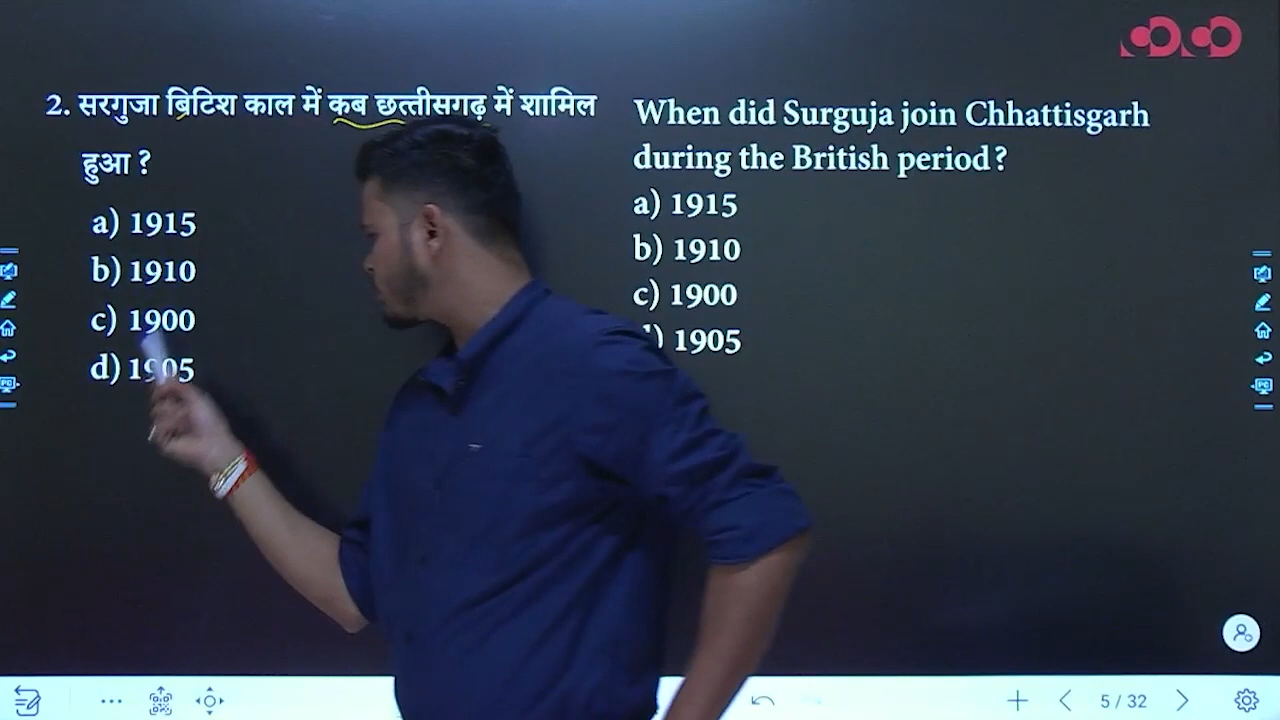 2. सरगुजा ब्रिटिश काल में कब छत्तीसगढ़ में शामिल
हुआ ?
a) 1915
b) 1910
c) 1900
d) 1905
When did Surguja join Chhattisgarh
during the British period?
a) 1915
b) 1910
c) 1900
) 1905
5 / 32